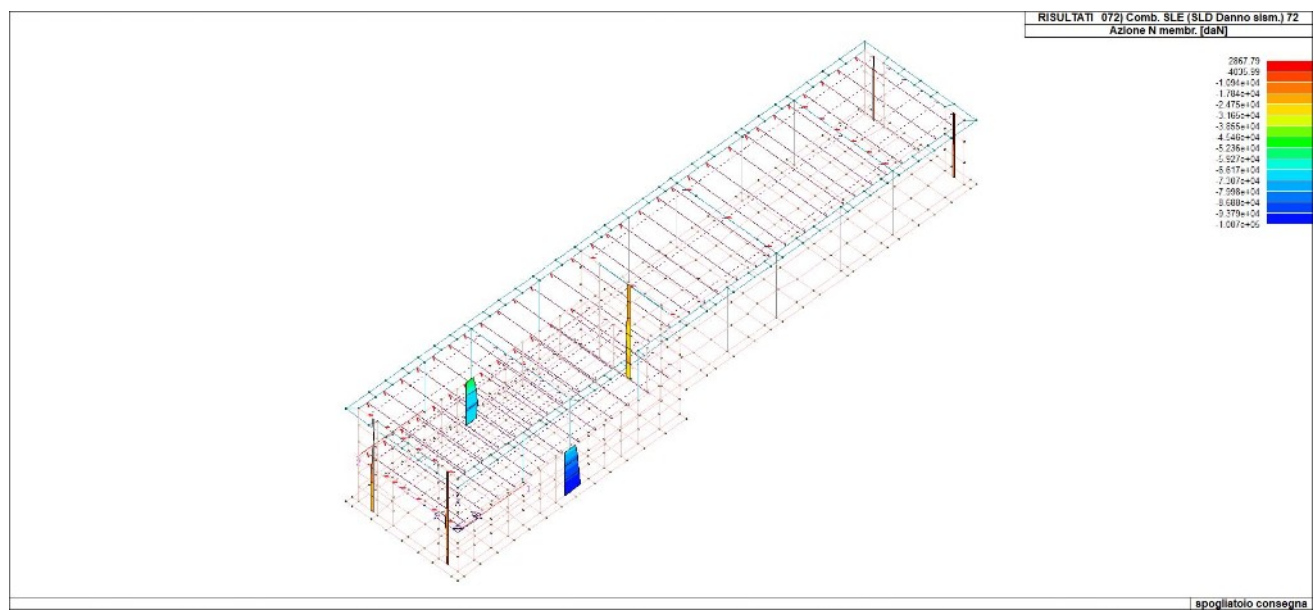 RISULTATI 072) Comb. SLE (SLD Danno sism.) 72
Azione N membr. [daN]
2867.79
-4035.99
-1.094e+04
-1.784e+04
-2.475e+04
-3.165e+04
-3.855e+04
-4.546e+04
-5.236e+04
-5.927e+04
-6.617e+04
-7.307e+04
-7.998e+04
-8.688e+04
-9.379e+04
-1.007e+05
spogliatoio consegna